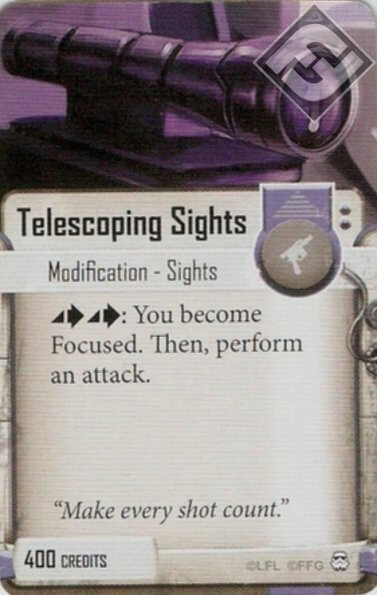 Telescoping Sights
Modification - Sights
: You become
Focused. Then, perform
an attack.
“Make every shot count.”
400 CREDITS
©LFL ©FFG